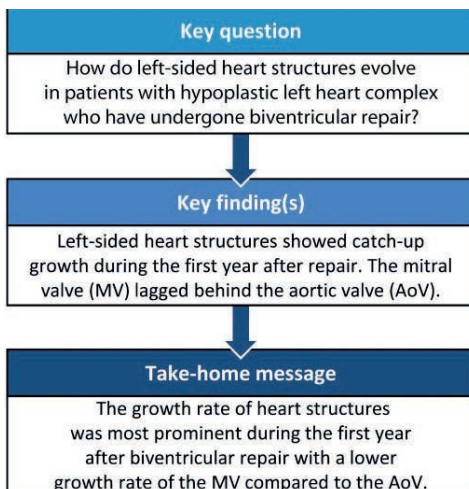 Key question
How do left-sided heart structures evolve
in patients with hypoplastic left heart complex
who have undergone biventricular repair?
Key finding(s)
Left-sided heart structures showed catch-up
growth during the first year after repair. The mitral
valve (MV) lagged behind the aortic valve (AoV).
Take-home message
The growth rate of heart structures
was most prominent during the first year
after biventricular repair with a lower
growth rate of the MV compared to the AoV.